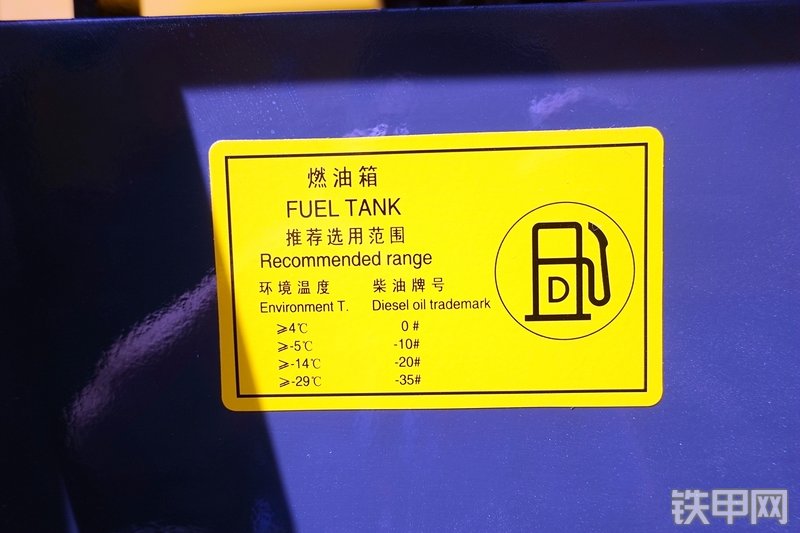 燃油箱
FUEL TANK
推荐选用范围
Recommended range
环境温度 柴油牌号
Environment T. Diesel oil trademark
≥4℃ 0#
≥-5℃ -10#
≥-14℃ -20#
≥-29℃ -35#
D
铁甲网